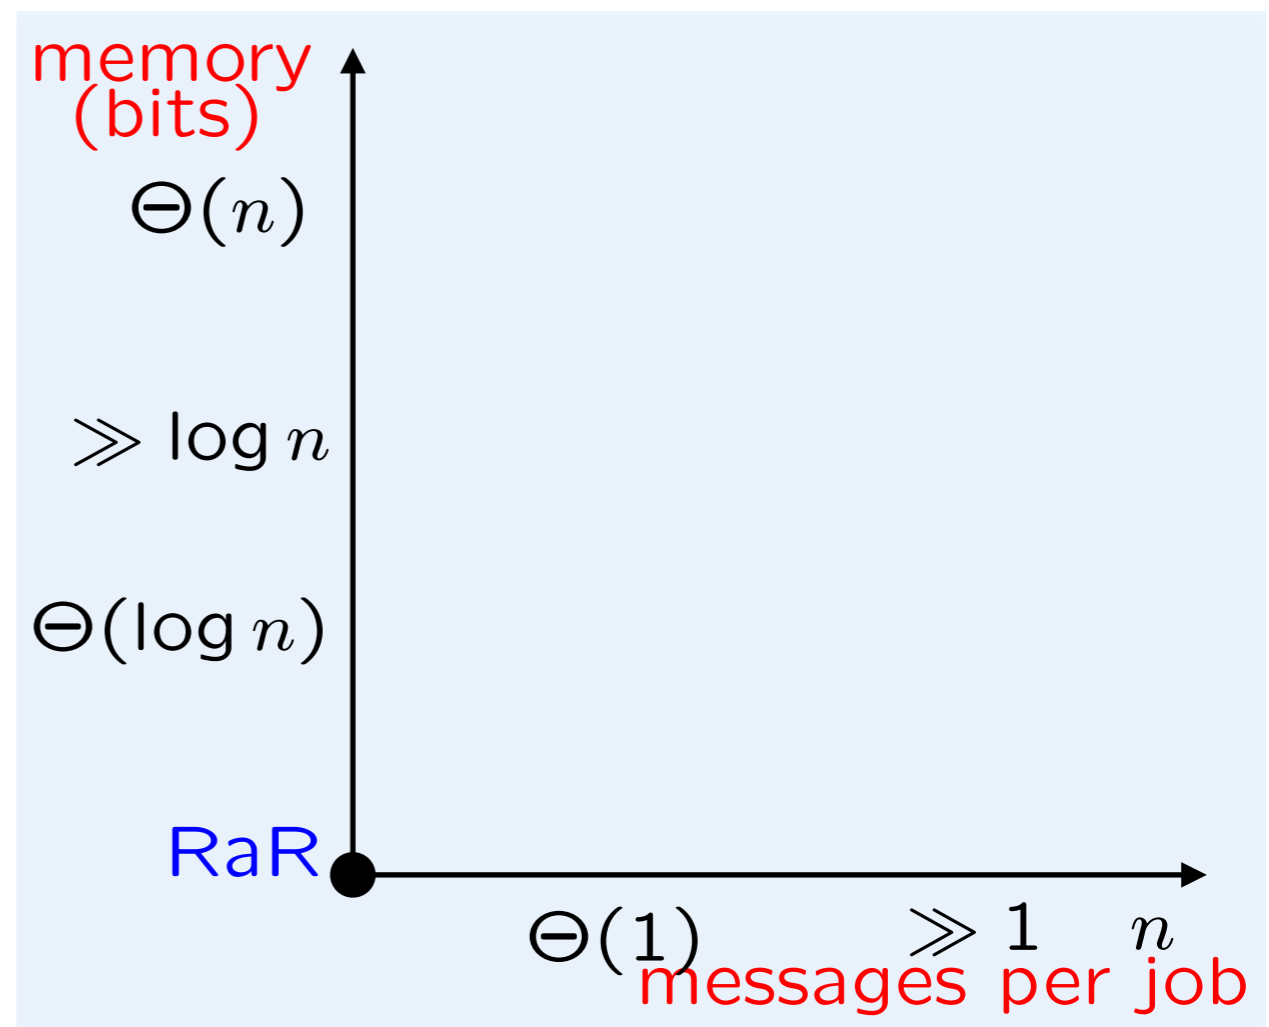 memory
(bits)
Θ(n)
≫ log n
Θ(log n)
RaR
Θ(1) ≫ 1 n
messages per job